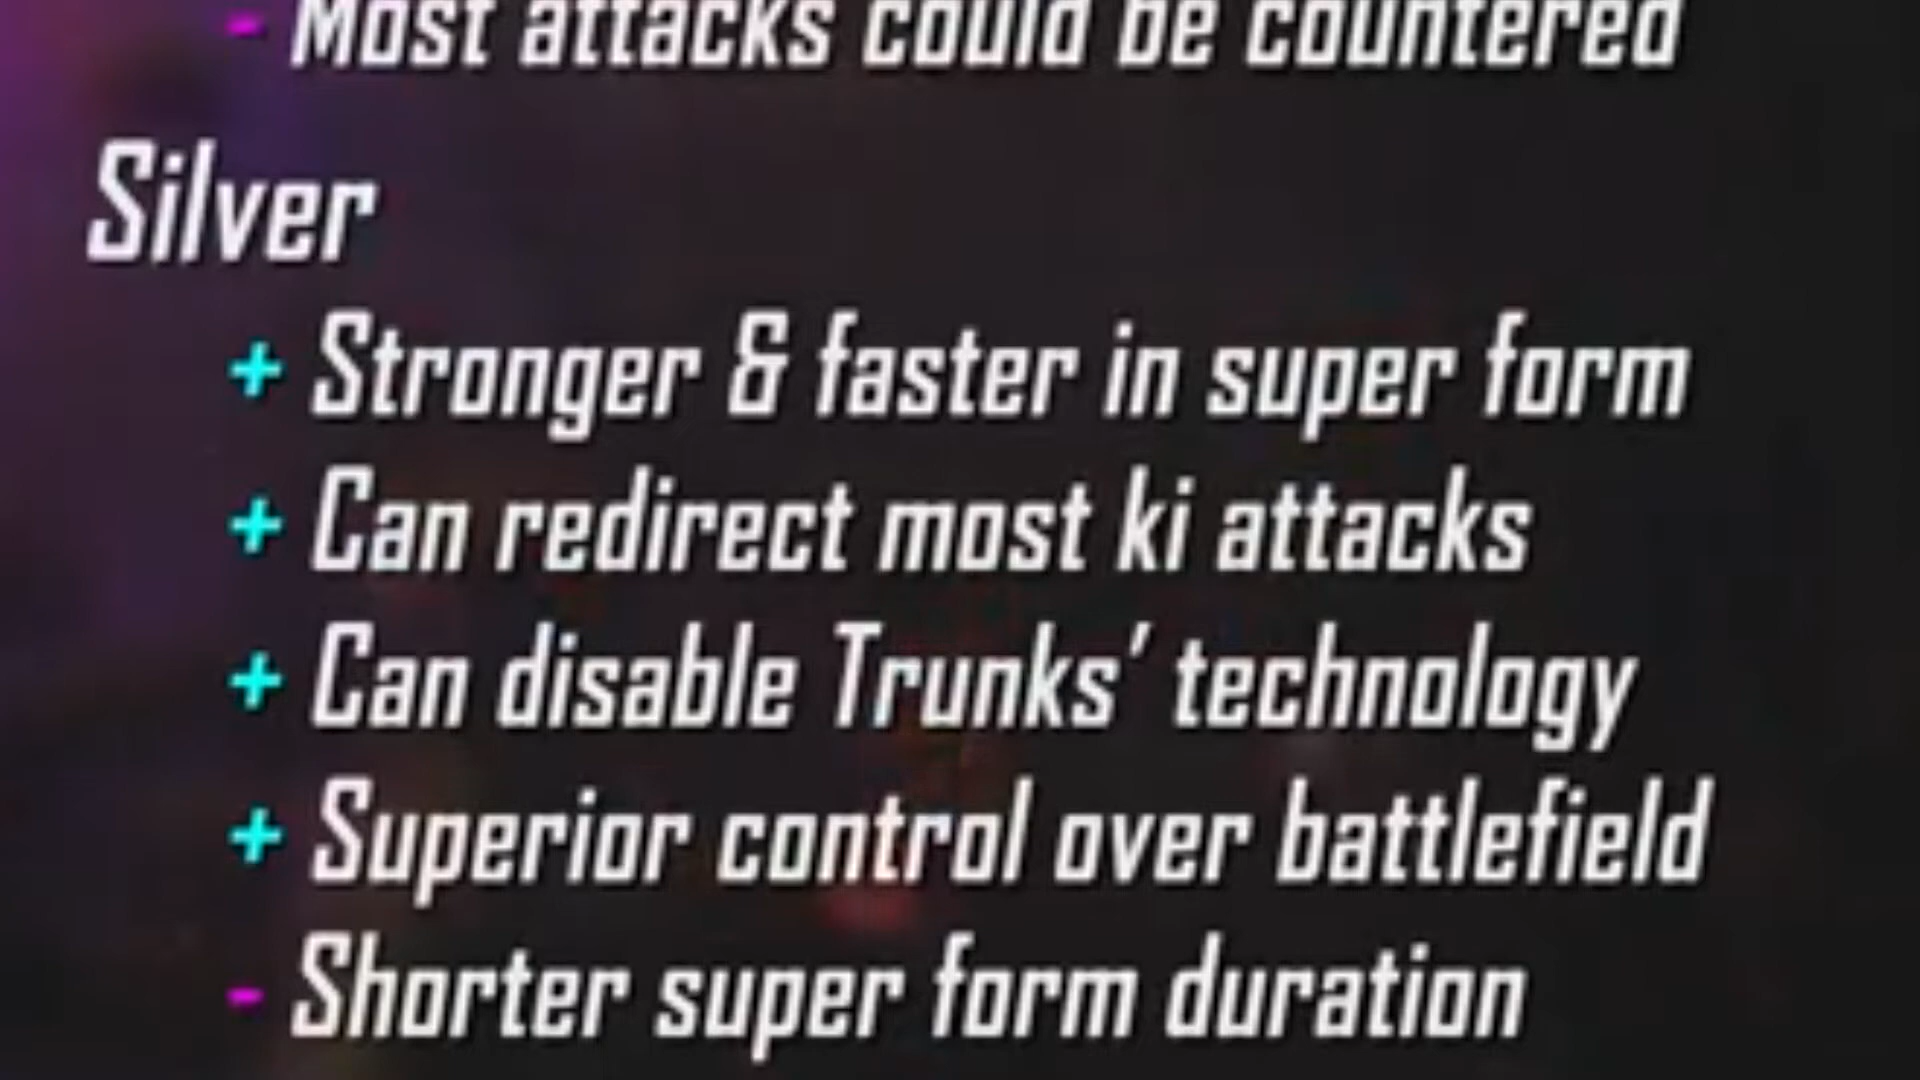 - Most attacks could be countered
Silver
+ Stronger & faster in super form
+ Can redirect most ki attacks
+ Can disable Trunks' technology
+ Superior control over battlefield
- Shorter super form duration